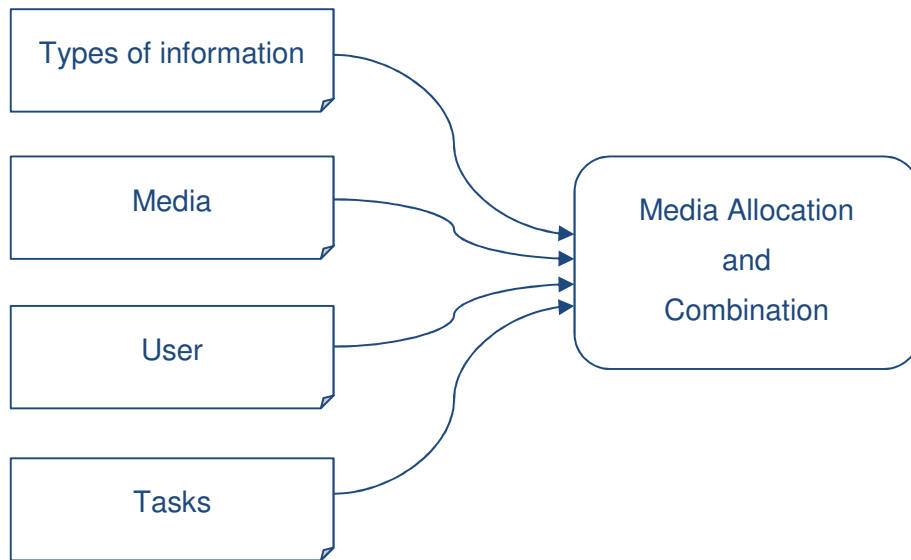 Types of information
Media
User
Tasks
Media Allocation
and
Combination